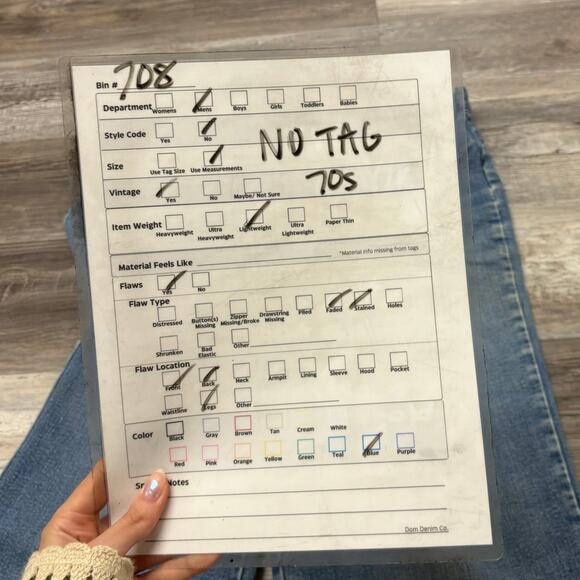 Bin # 708
Department Womens Mens Boys Girls Toddlers Babies
Style Code Yes No
NO TAG
Size Use Tag Size Use Measurements
70s
Vintage Yes No Maybe/ Not Sure
Item Weight Heavyweight Ultra Heavyweight Lightweight Ultra Lightweight Paper Thin
Material Feels Like *Material info missing from tags
Flaws Yes No
Flaw Type
Distressed Button(s) Missing Zipper Missing/Broke Drawstring Missing Piled Faded Stained Holes
Shrunken Bad Elastic Other
Flaw Location
Front Back Neck Armpit Lining Sleeve Hood Pocket
Waistline Legs Other
Color Black Gray Brown Tan Cream White
Red Pink Orange Yellow Green Teal Blue Purple
Notes
Dom Denim Co.